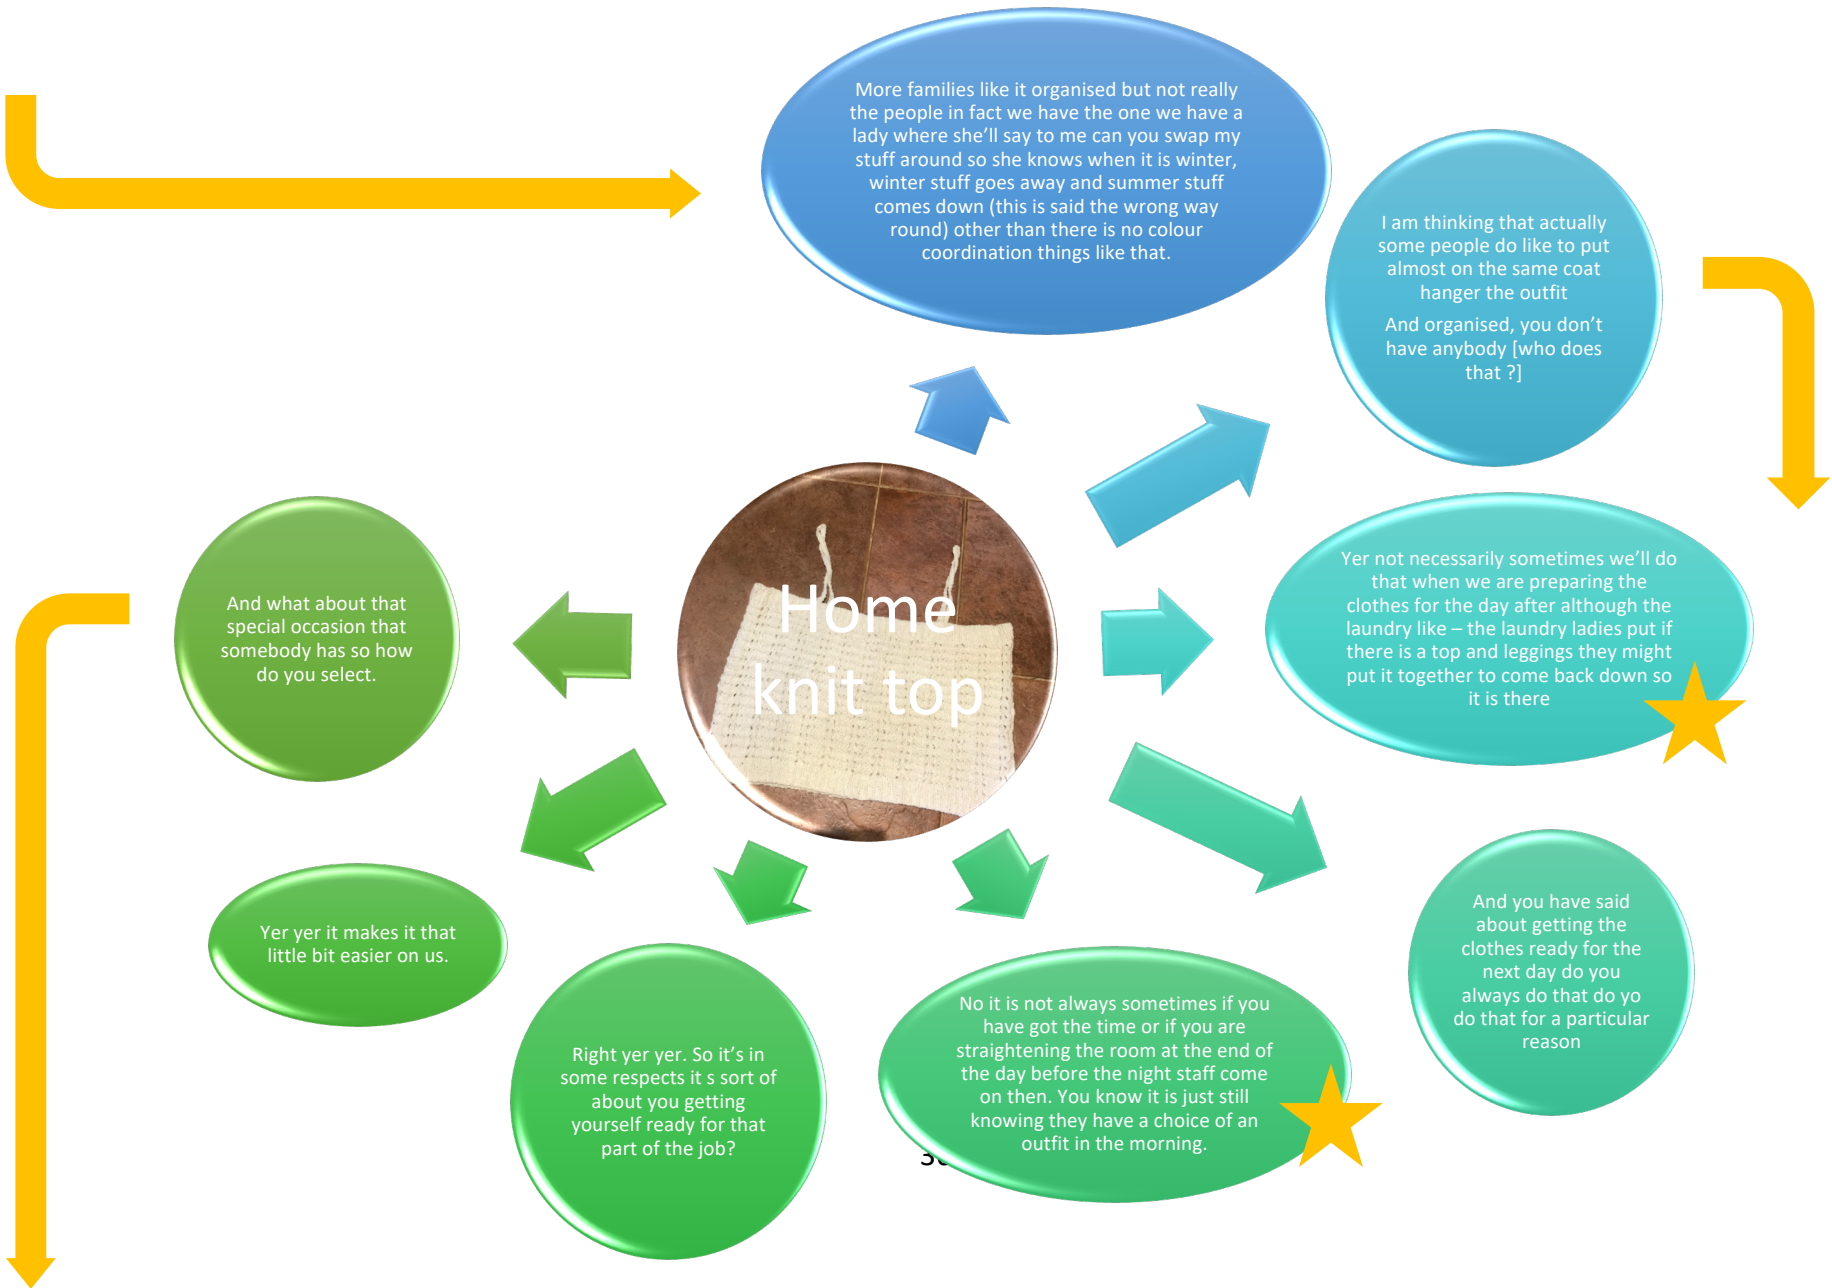 More families like it organised but not really
the people in fact we have the one we have a
lady where she’ll say to me can you swap my
stuff around so she knows when it is winter,
winter stuff goes away and summer stuff
comes down (this is said the wrong way
round) other than there is no colour
coordination things like that.
I am thinking that actually
some people do like to put
almost on the same coat
hanger the outfit
And organised, you don’t
have anybody [who does
that ?]
Yer not necessarily sometimes we’ll do
that when we are preparing the
clothes for the day after although the
laundry like – the laundry ladies put if
there is a top and leggings they might
put it together to come back down so
it is there
And you have said
about getting the
clothes ready for the
next day do you
always do that do yo
do that for a particular
reason
No it is not always sometimes if you
have got the time or if you are
straightening the room at the end of
the day before the night staff come
on then. You know it is just still
knowing they have a choice of an
outfit in the morning.
Right yer yer. So it’s in
some respects it s sort of
about you getting
yourself ready for that
part of the job?
Yer yer it makes it that
little bit easier on us.
And what about that
special occasion that
somebody has so how
do you select.
Home
knit top